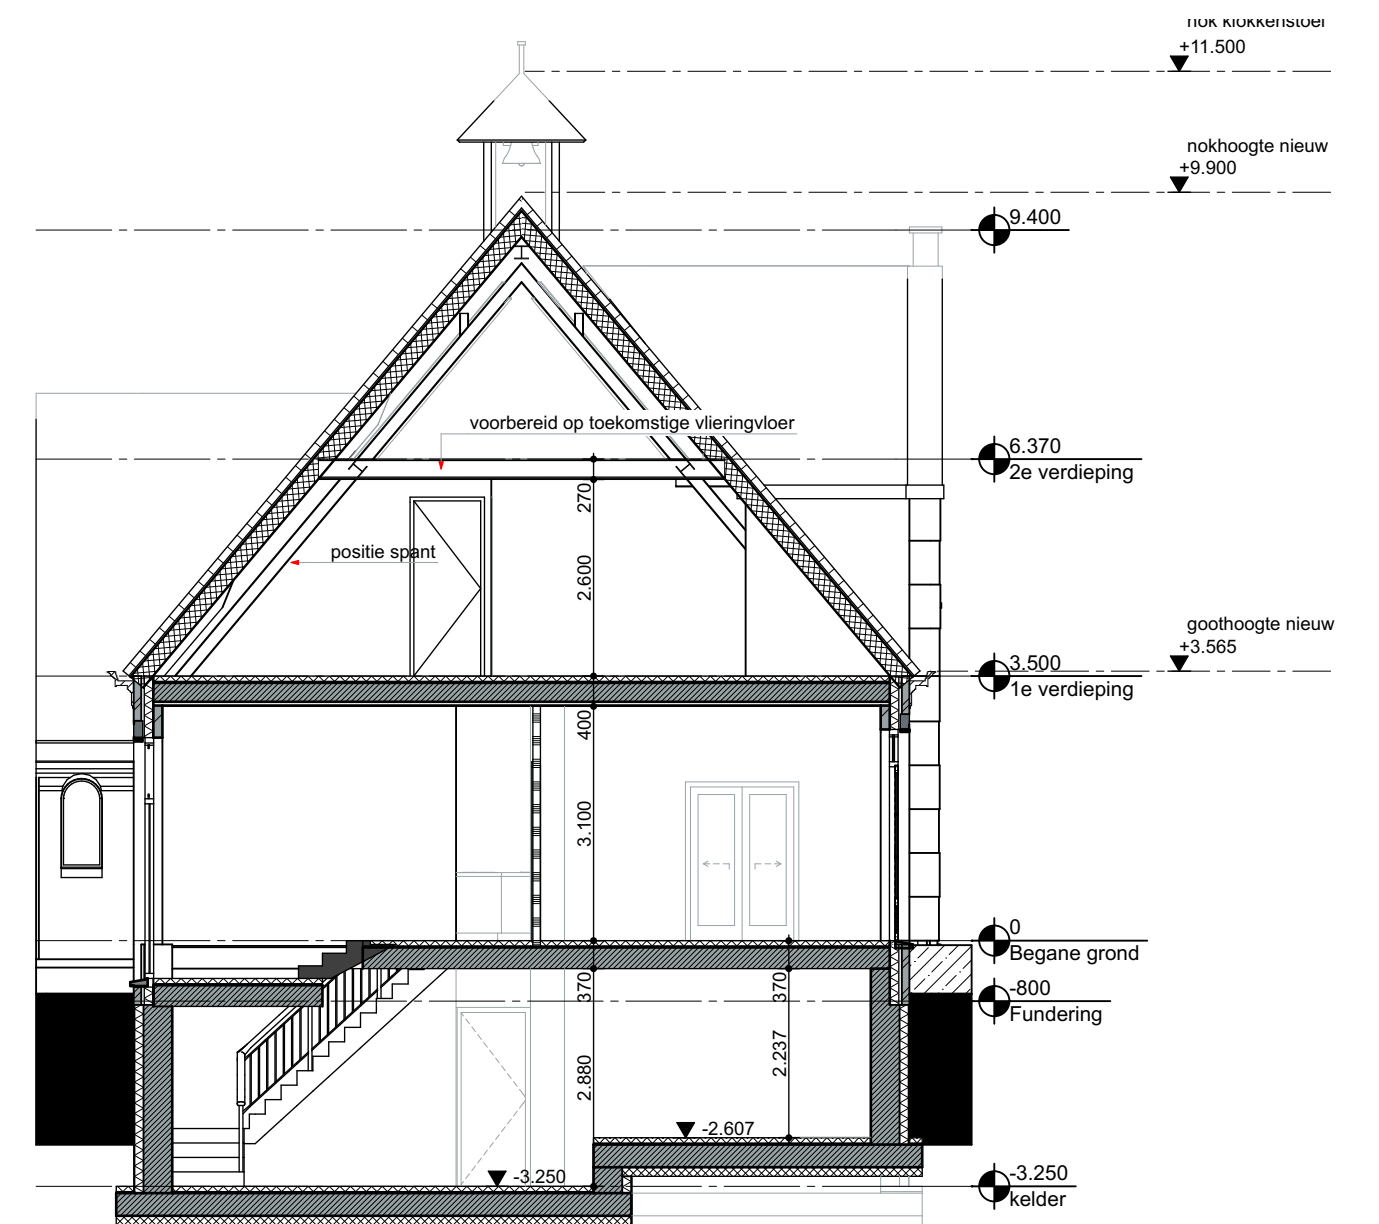 nok klokkenstoel
+11.500
nokhoogte nieuw
+9.900
9.400
voorbereid op toekomstige vlieringvloer
6.370
2e verdieping
270
positie spant
2.600
goothoogte nieuw
+3.565
3.500
1e verdieping
400
3.100
0
Begane grond
370
370
-800
Fundering
2.880
2.237
-2.607
-3.250
-3.250
kelder